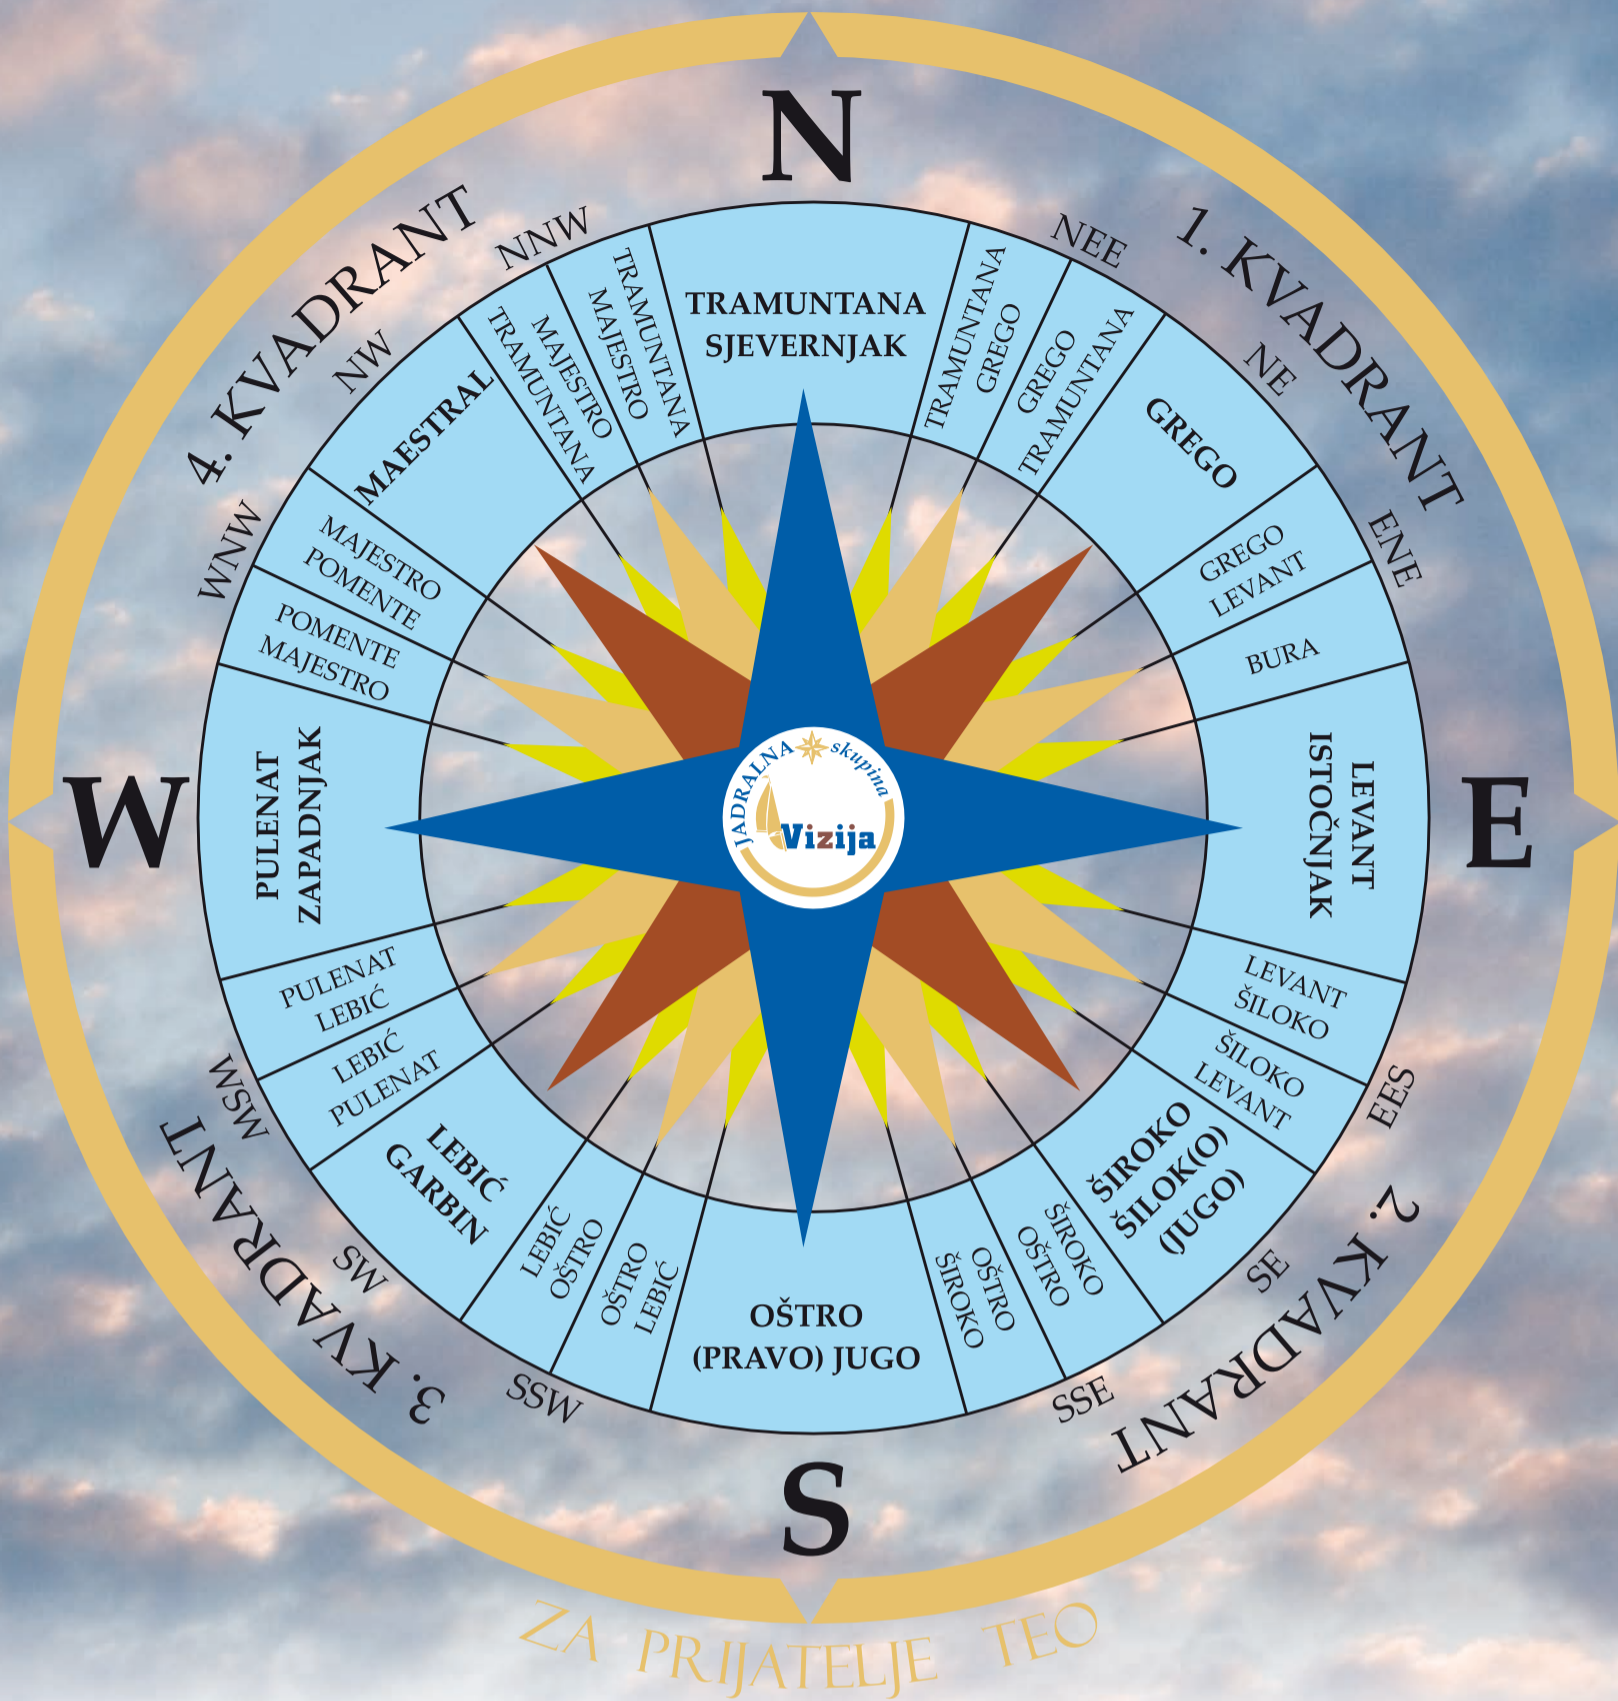 N
NEE
1. KVADRANT
NE
ENE
E
EES
2. KVADRANT
SE
SSE
S
SSW
3. KVADRANT
SW
WSW
W
WNW
4. KVADRANT
NW
NNW
TRAMUNTANA
SJEVERNJAK
TRAMUNTANA
GREGO
GREGO
TRAMUNTANA
GREGO
GREGO
LEVANT
BURA
LEVANT
ISTOČNJAK
LEVANT
ŠILOKO
ŠILOKO
LEVANT
ŠIROKO
ŠILOK(O)
(JUGO)
ŠIROKO
OŠTRO
OŠTRO
ŠIROKO
OŠTRO
(PRAVO) JUGO
OŠTRO
LEBIĆ
LEBIĆ
OŠTRO
LEBIĆ
GARBIN
LEBIĆ
PULENAT
PULENAT
LEBIĆ
PULENAT
ZAPADNJAK
POMENTE
MAJESTRO
MAJESTRO
POMENTE
MAESTRAL
MAJESTRO
TRAMUNTANA
TRAMUNTANA
MAJESTRO
JADRALNA skupina
Vizija
ZA PRIJATELJE TEO